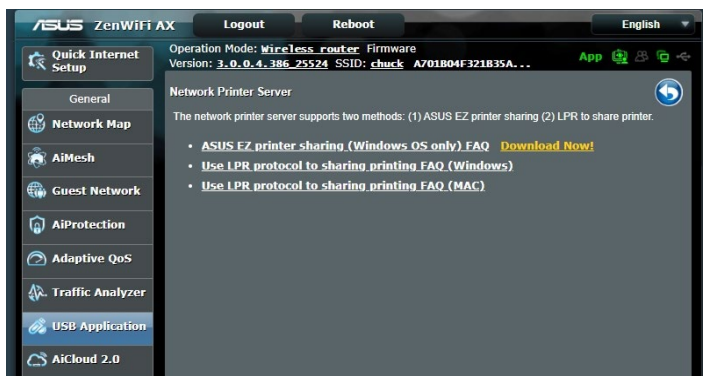 ASUS ZenWiFi AX Logout Reboot English
Quick Internet
Setup
Operation Mode: Wireless router Firmware
Version: 3.0.0.4.386_25524 SSID: chuck A701B04F321B35A...
App
General
Network Map
AiMesh
Guest Network
AiProtection
Adaptive QoS
Traffic Analyzer
USB Application
AiCloud 2.0
Network Printer Server
The network printer server supports two methods: (1) ASUS EZ printer sharing (2) LPR to share printer.
• ASUS EZ printer sharing (Windows OS only) FAQ Download Now!
• Use LPR protocol to sharing printing FAQ (Windows)
• Use LPR protocol to sharing printing FAQ (MAC)